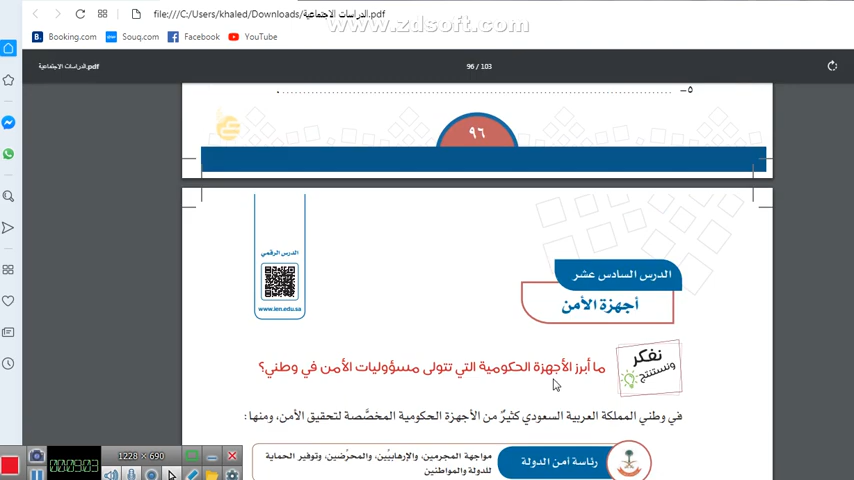 file:///C:/Users/khaled/Downloads/الدراسات الاجتماعية.pdf
www.zdsoft.com
Booking.com
Souq.com
Facebook
YouTube
الدراسات الاجتماعية.pdf
96 / 103
٥-
٩٦
الدرس الرقمي
www.ien.edu.sa
الدرس السادس عشر
أجهزة الأمن
نفكر
ونستنتج
ما أبرز الأجهزة الحكومية التي تتولى مسؤوليات الأمن في وطني؟
في وطني المملكة العربية السعودي كثيرٌ من الأجهزة الحكومية المخصَّصة لتحقيق الأمن، ومنها:
رئاسة أمن الدولة
مواجهة المجرمين، والإرهابيِّين، والمحرِّضين، وتوفير الحماية
للدولة والمواطنين
1228 × 690
00:09:03